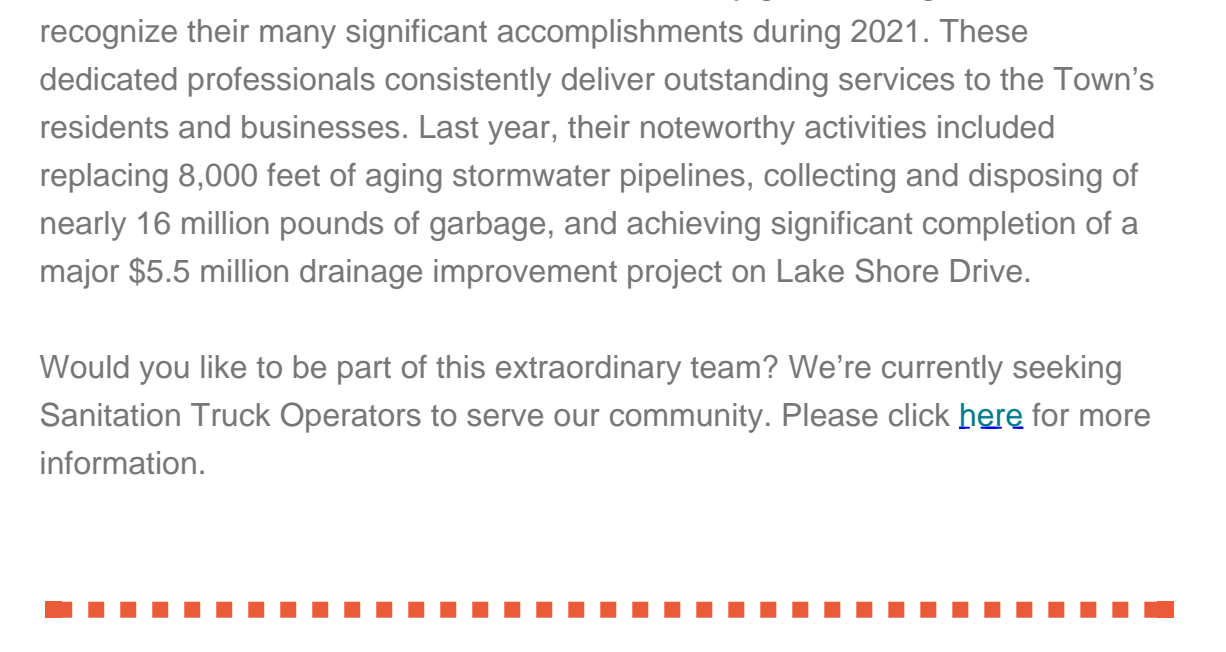 recognize their many significant accomplishments during 2021. These
dedicated professionals consistently deliver outstanding services to the Town’s
residents and businesses. Last year, their noteworthy activities included
replacing 8,000 feet of aging stormwater pipelines, collecting and disposing of
nearly 16 million pounds of garbage, and achieving significant completion of a
major $5.5 million drainage improvement project on Lake Shore Drive.
Would you like to be part of this extraordinary team? We’re currently seeking
Sanitation Truck Operators to serve our community. Please click here for more
information.